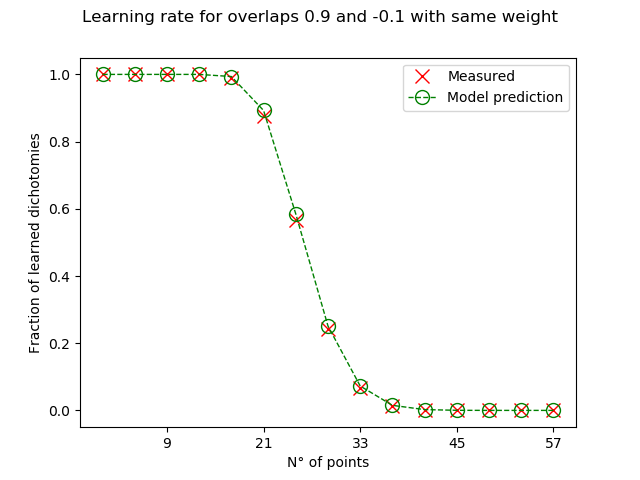 Learning rate for overlaps 0.9 and -0.1 with same weight
Measured
Model prediction
Fraction of learned dichotomies
1.0
0.8
0.6
0.4
0.2
0.0
9 21 33 45 57
N° of points